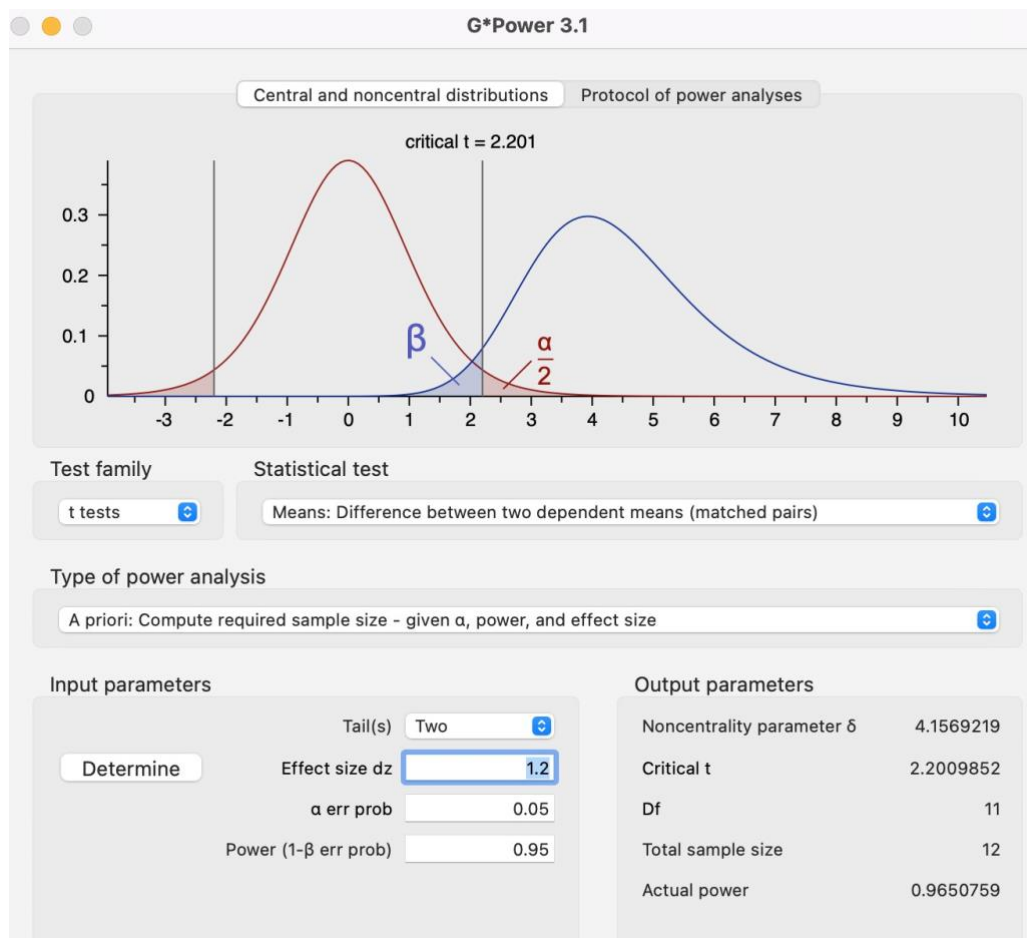 G*Power 3.1
Central and noncentral distributions Protocol of power analyses
critical t = 2.201
0.3
0.2
0.1
0
β
α
2
-3 -2 -1 0 1 2 3 4 5 6 7 8 9 10
Test family Statistical test
t tests Means: Difference between two dependent means (matched pairs)
Type of power analysis
A priori: Compute required sample size - given α, power, and effect size
Input parameters Output parameters
Tail(s) Two Noncentrality parameter δ 4.1569219
Determine Effect size dz 1.2 Critical t 2.2009852
α err prob 0.05 Df 11
Power (1-β err prob) 0.95 Total sample size 12
Actual power 0.9650759